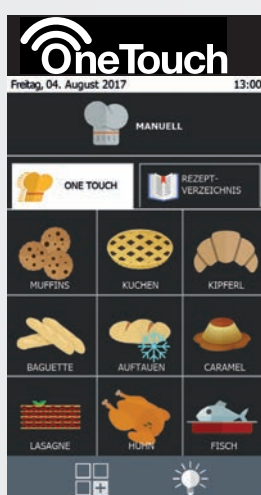 OneTouch
Freitag, 04. August 2017 13:00
MANUELL
ONE TOUCH
REZEPT-
VERZEICHNIS
MUFFINS KUCHEN KIPFERL
BAGUETTE AUFTAUEN CARAMEL
LASAGNE HUHN FISCH